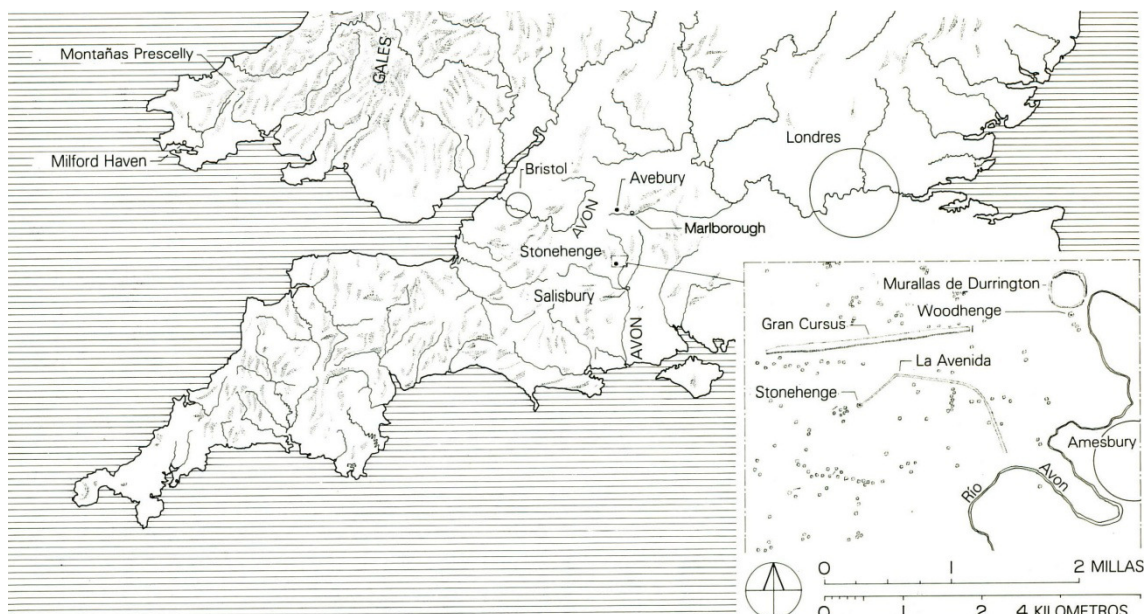 Montañas Prescelly
GALES
Milford Haven
Bristol
Avebury
Londres
AVON
Marlborough
Stonehenge
Salisbury
AVON
Murallas de Durrington
Woodhenge
Gran Cursus
La Avenida
Stonehenge
Amesbury
Río Avon
0 1 2 MILLAS
0 1 2 4 KILOMETROS